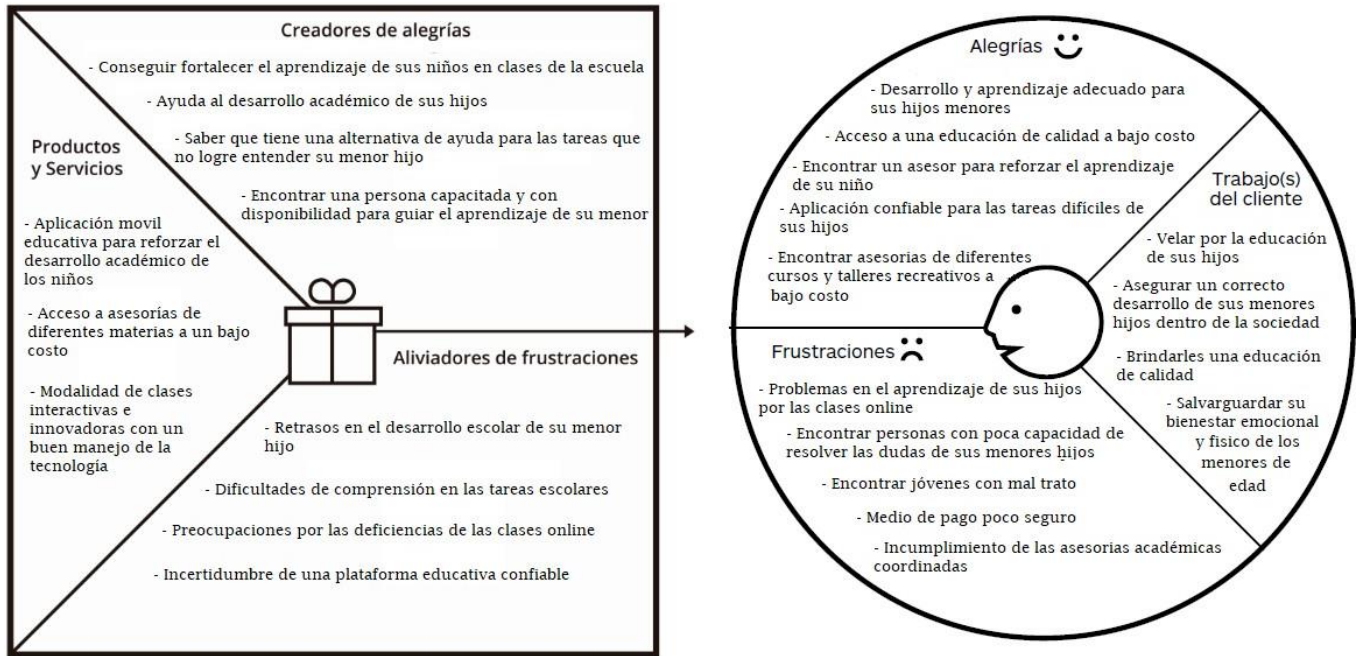 Creadores de alegrías
- Conseguir fortalecer el aprendizaje de sus niños en clases de la escuela
- Ayuda al desarrollo académico de sus hijos
- Saber que tiene una alternativa de ayuda para las tareas que
no logre entender su menor hijo
- Encontrar una persona capacitada y con
disponibilidad para guiar el aprendizaje de su menor
Productos
y Servicios
- Aplicación movil
educativa para reforzar el
desarrollo académico de
los niños
- Acceso a asesorías de
diferentes materias a un bajo
costo
- Modalidad de clases
interactivas e
innovadoras con un
buen manejo de la
tecnología
Aliviadores de frustraciones
- Retrasos en el desarrollo escolar de su menor
hijo
- Dificultades de comprensión en las tareas escolares
- Preocupaciones por las deficiencias de las clases online
- Incertidumbre de una plataforma educativa confiable
Alegrías
- Desarrollo y aprendizaje adecuado para
sus hijos menores
- Acceso a una educación de calidad a bajo costo
- Encontrar un asesor para reforzar el aprendizaje
de su niño
- Aplicación confiable para las tareas difíciles de
sus hijos
- Encontrar asesorias de diferentes
cursos y talleres recreativos a
bajo costo
Trabajo(s)
del cliente
- Velar por la educación
de sus hijos
- Asegurar un correcto
desarrollo de sus menores
hijos dentro de la sociedad
- Brindarles una educación
de calidad
- Salvarguardar su
bienestar emocional
y fisico de los
menores de
edad
Frustraciones
- Problemas en el aprendizaje de sus hijos
por las clases online
- Encontrar personas con poca capacidad de
resolver las dudas de sus menores hijos
- Encontrar jóvenes con mal trato
- Medio de pago poco seguro
- Incumplimiento de las asesorias académicas
coordinadas